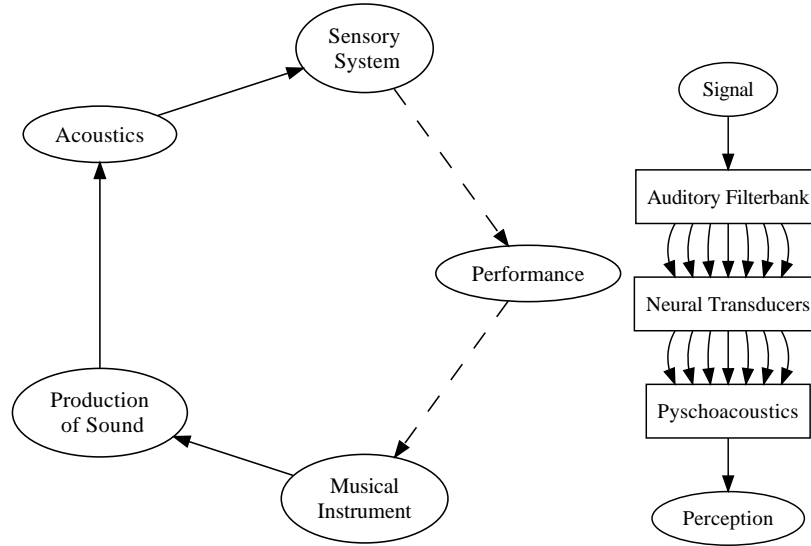 Sensory
System
Acoustics
Performance
Production
of Sound
Musical
Instrument
Signal
Auditory Filterbank
Neural Transducers
Pyschoacoustics
Perception